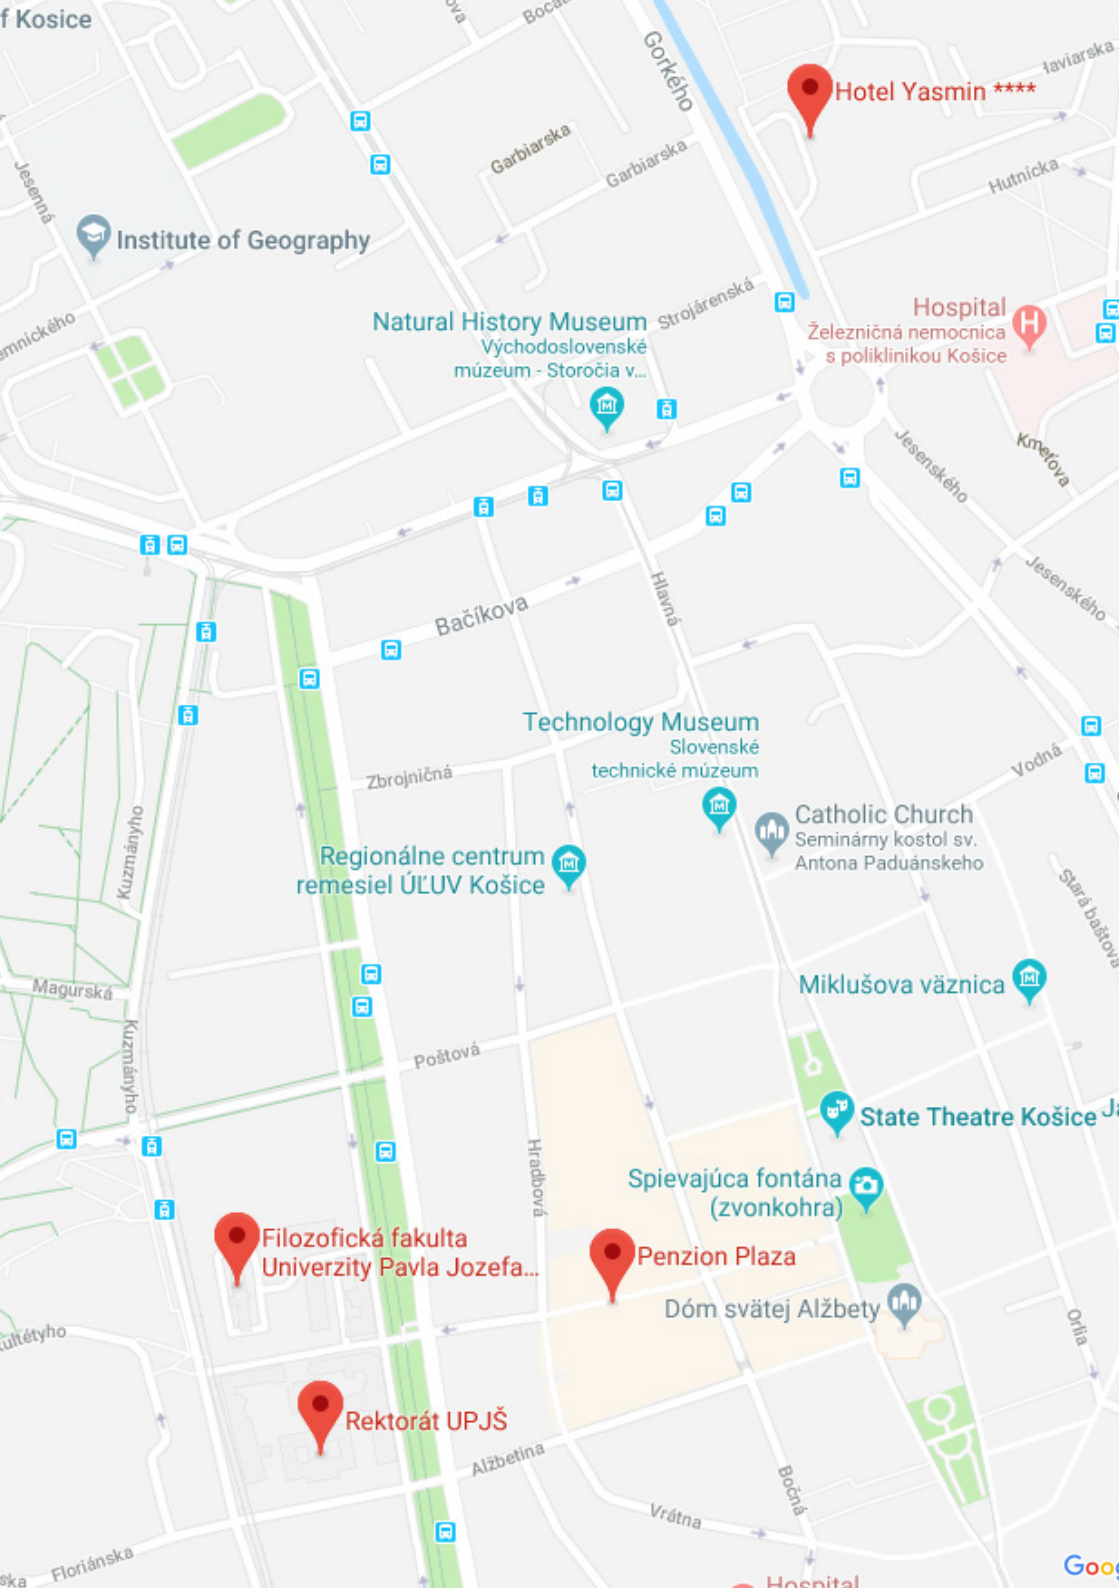 f Kosice
Gorkého
Hotel Yasmin ****
Garbiarska
Garbiarska
Hutnícka
Jesenná
Institute of Geography
Strojárenská
Natural History Museum
Východoslovenské
múzeum - Storočia v...
Hospital
Železničná nemocnica
s poliklinikou Košice
Kmeťova
Jesenského
Jesenského
Hlavná
Bačíkova
Technology Museum
Slovenské
technické múzeum
Vodná
Zbrojničná
Catholic Church
Seminárny kostol sv.
Antona Paduánskeho
Kuzmányho
Regionálne centrum
remesiel ÚĽUV Košice
Stará baštová
Magurská
Miklušova väznica
Kuzmányho
Poštová
State Theatre Košice
Hradbová
Spievajúca fontána
(zvonkohra)
Filozofická fakulta
Univerzity Pavla Jozefa...
Penzion Plaza
Dóm svätej Alžbety
Orlia
Rektorát UPJŠ
Alžbetina
Bočná
Vrátna
Floriánska
Hospital